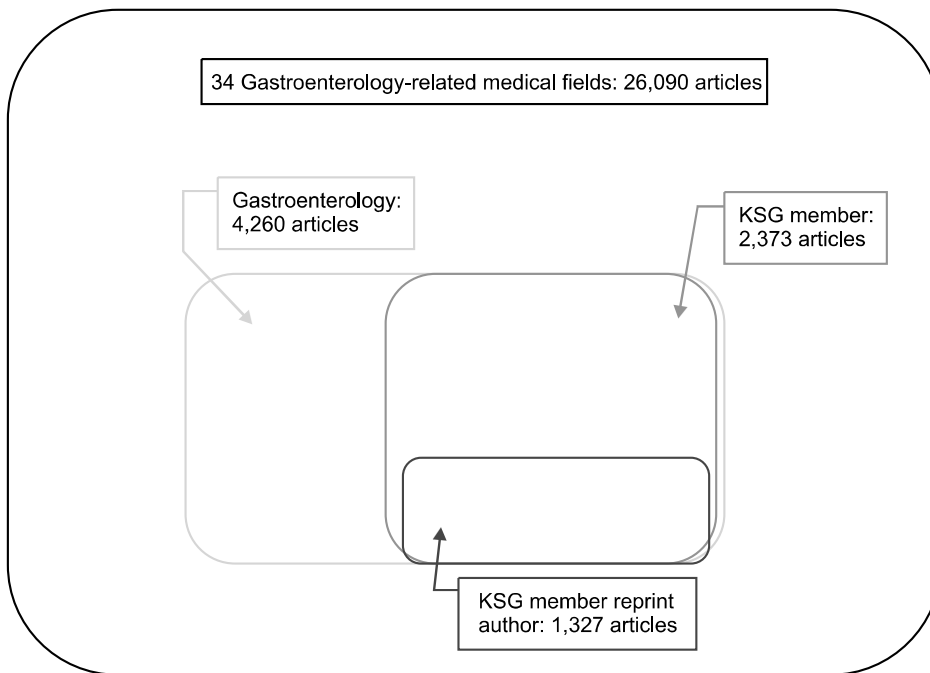 34 Gastroenterology-related medical fields: 26,090 articles
Gastroenterology:
4,260 articles
KSG member:
2,373 articles
KSG member reprint
author: 1,327 articles